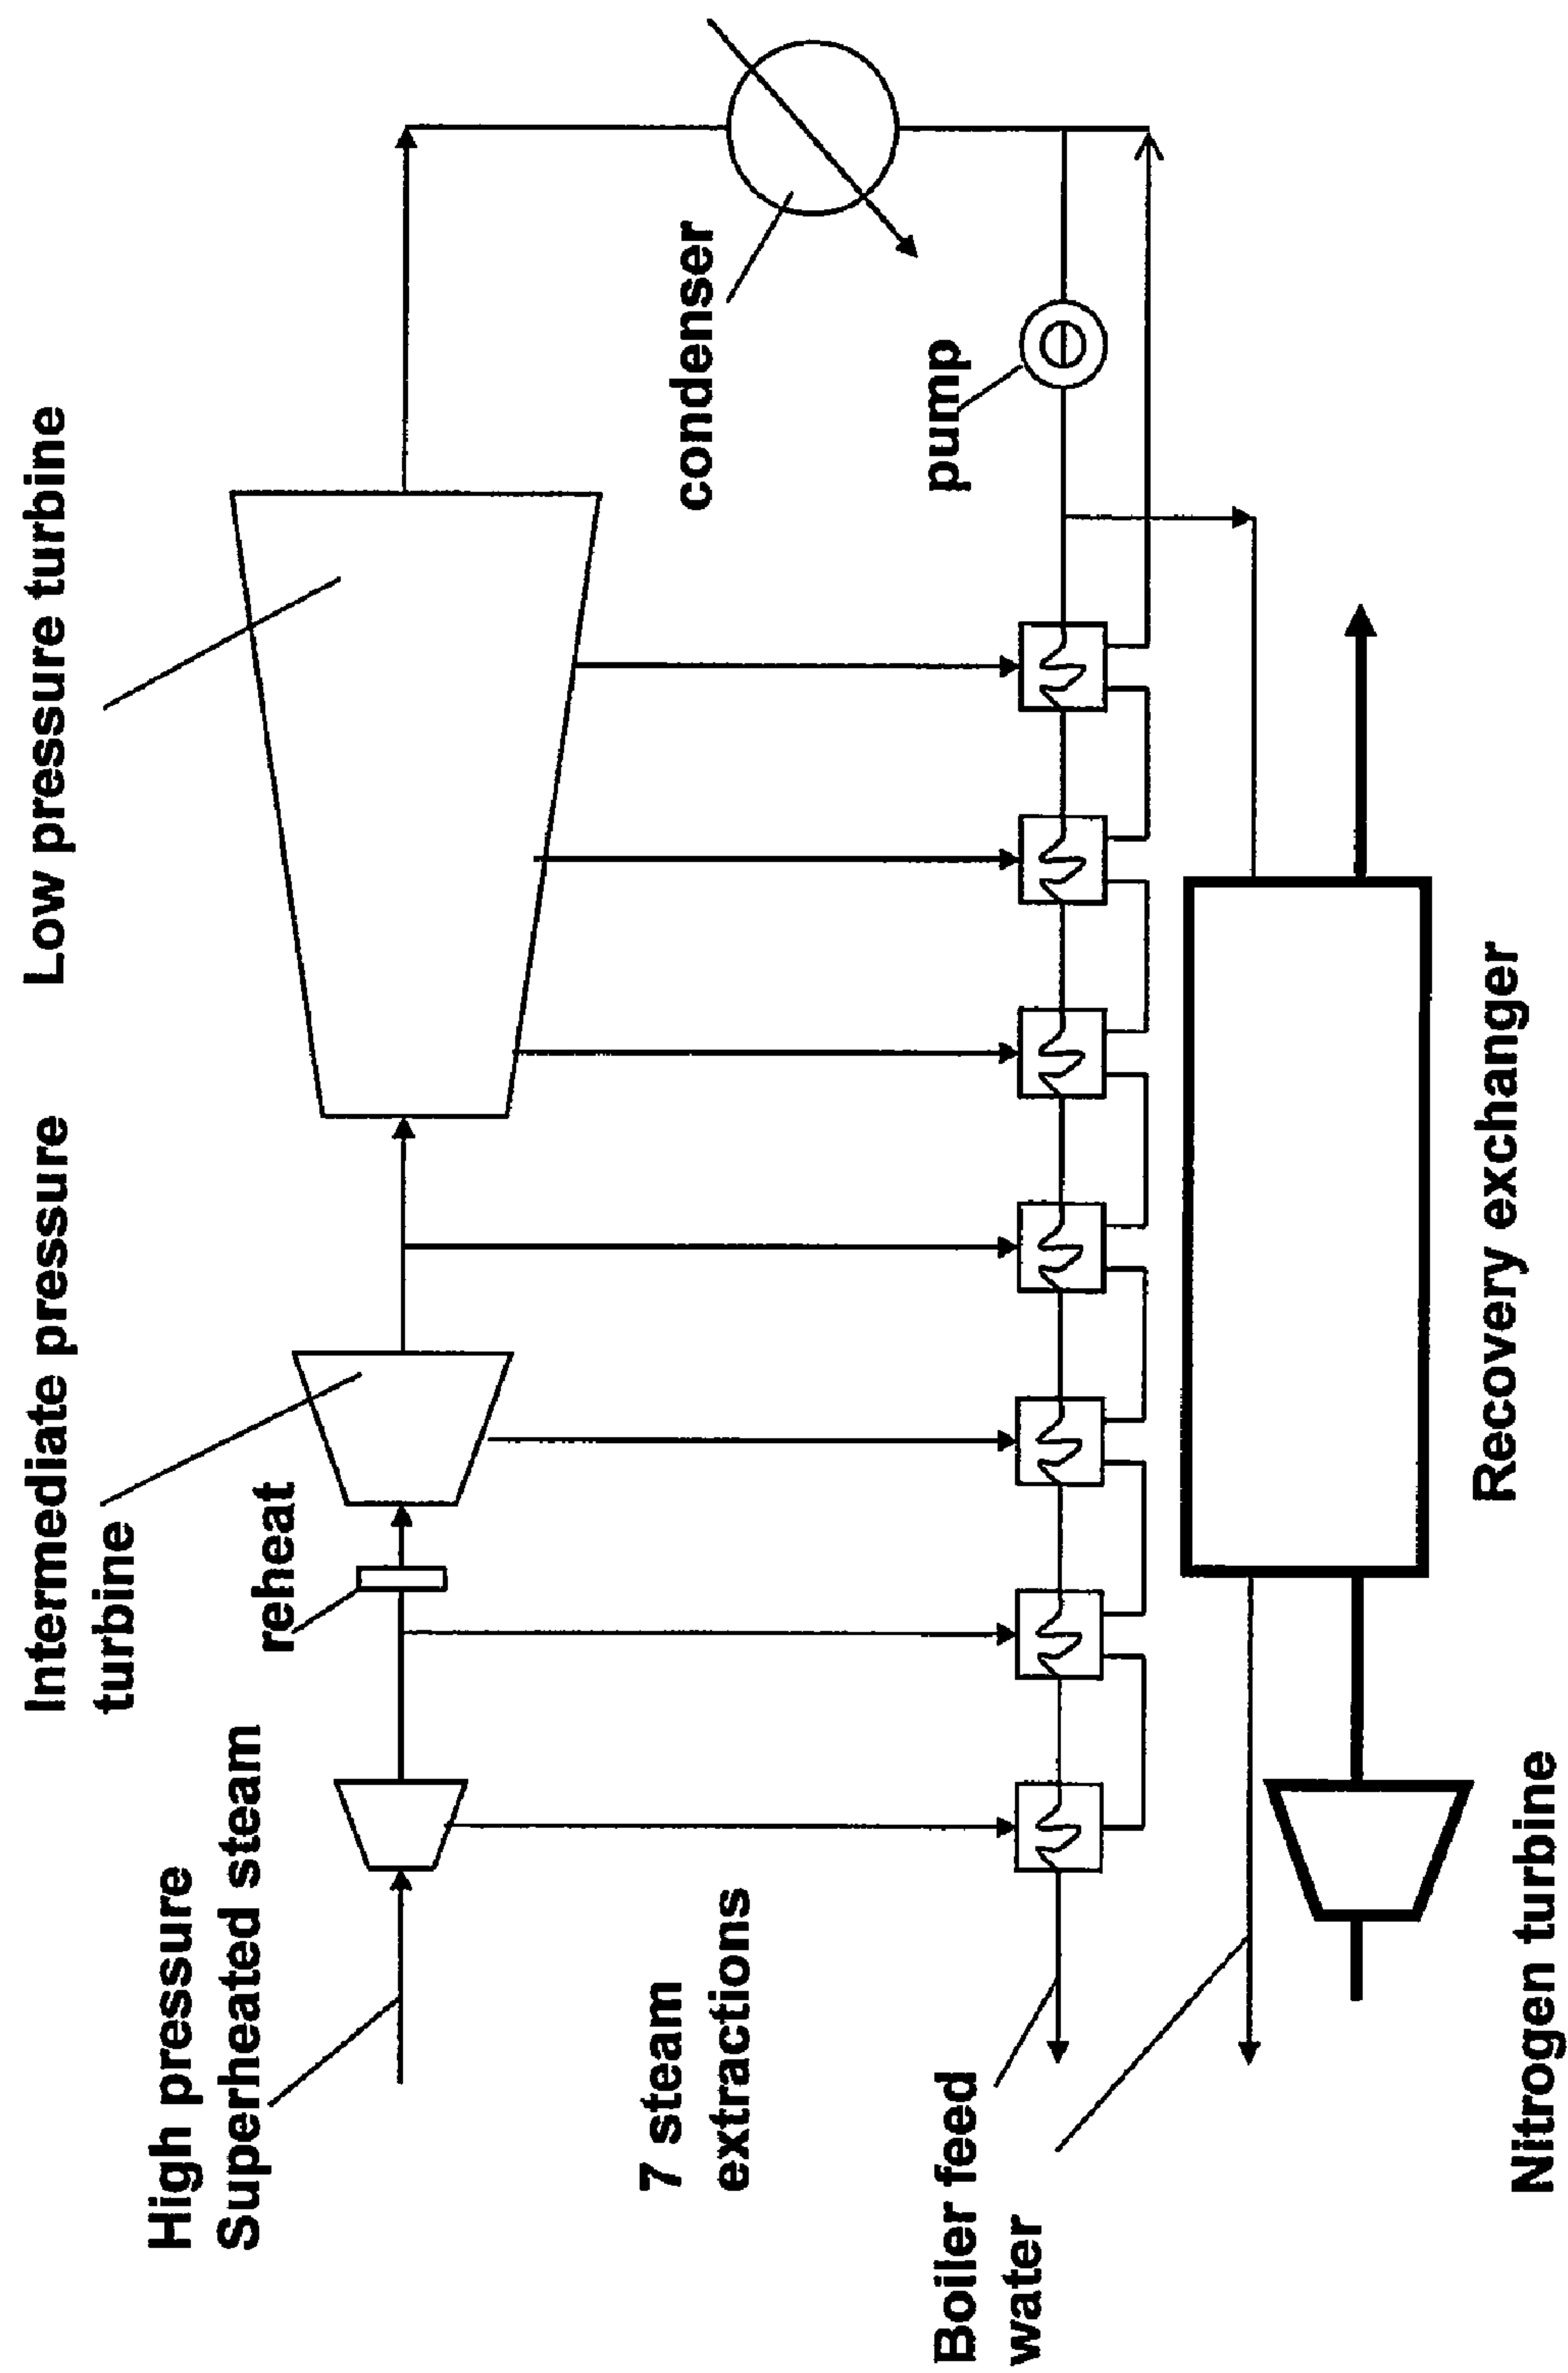 Low pressure turbine
Intermediate pressure
turbine
reheat
High pressure
Superheated steam
condenser
pump
7 steam
extractions
Boiler feed
water
Recovery exchanger
Nitrogen turbine